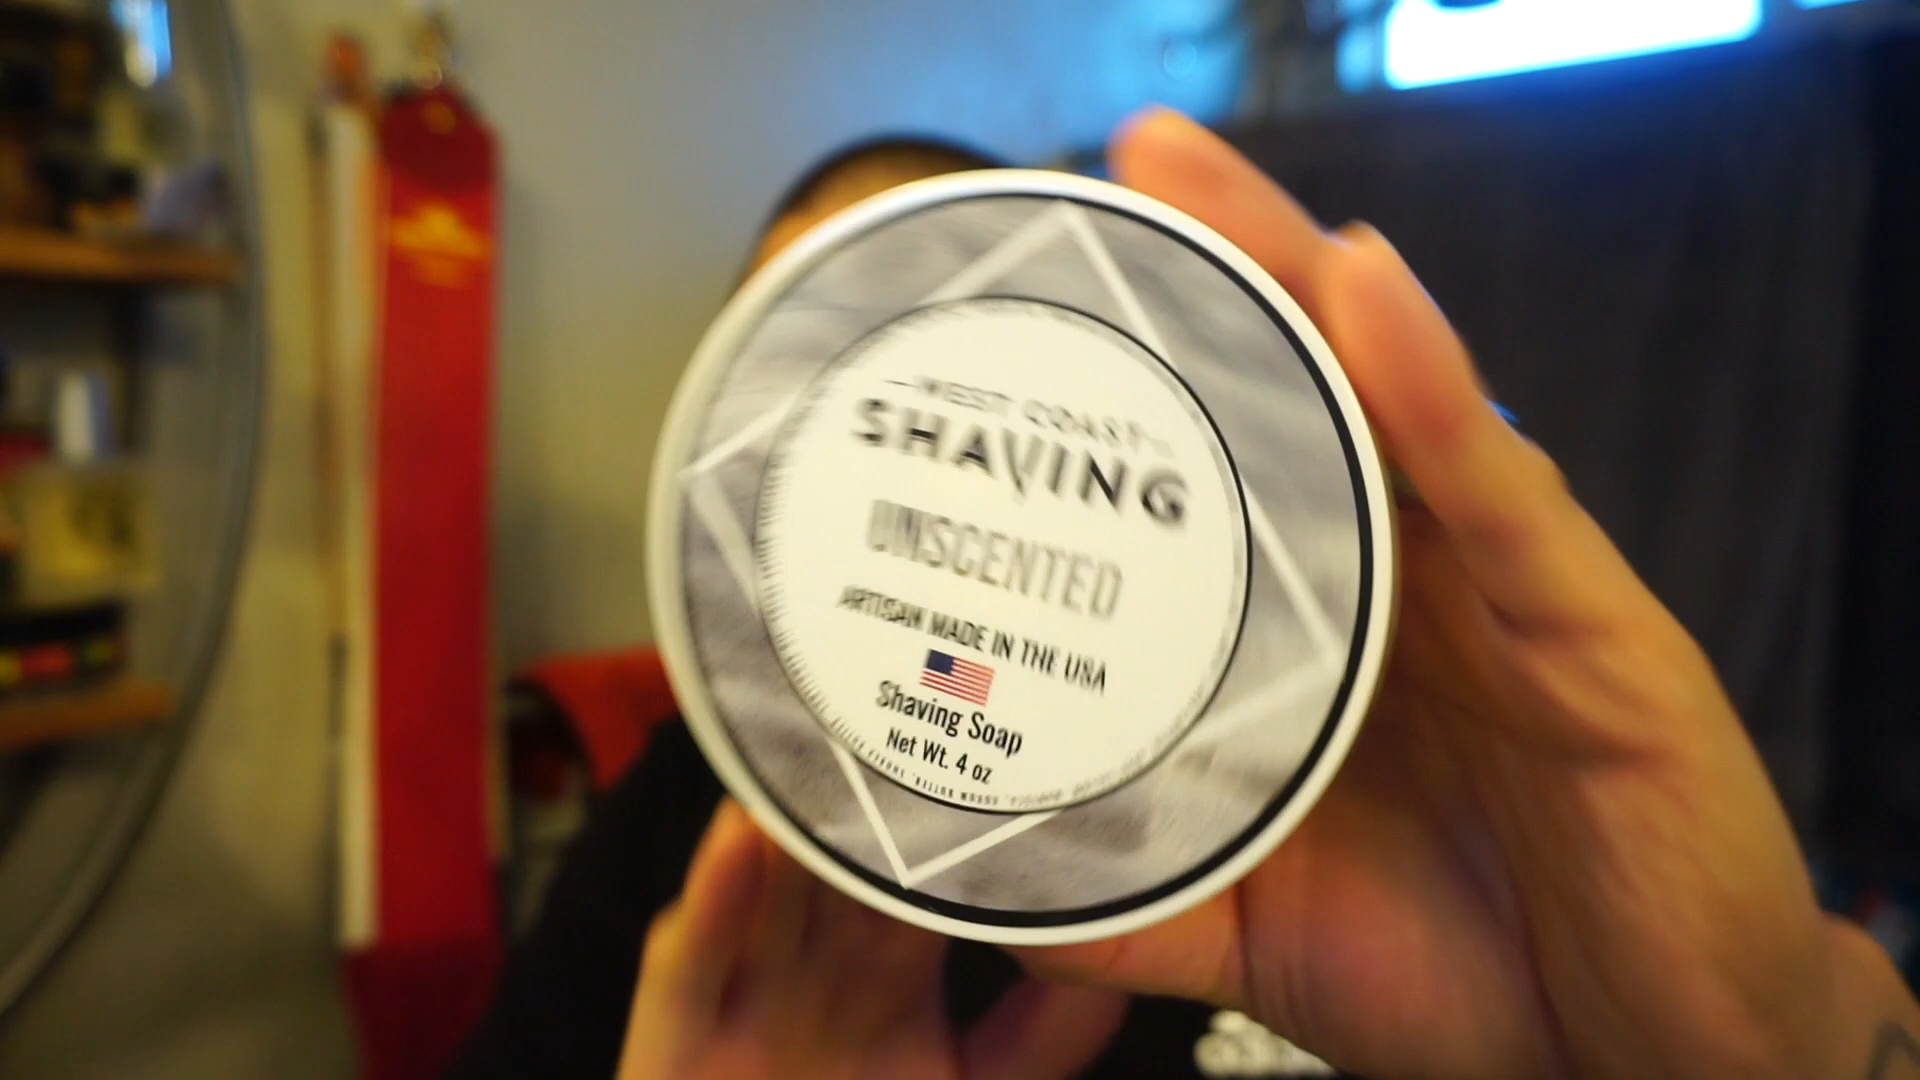 WEST COAST
SHAVING
UNSCENTED
ARTISAN MADE IN THE USA
Shaving Soap
Net Wt. 4 oz